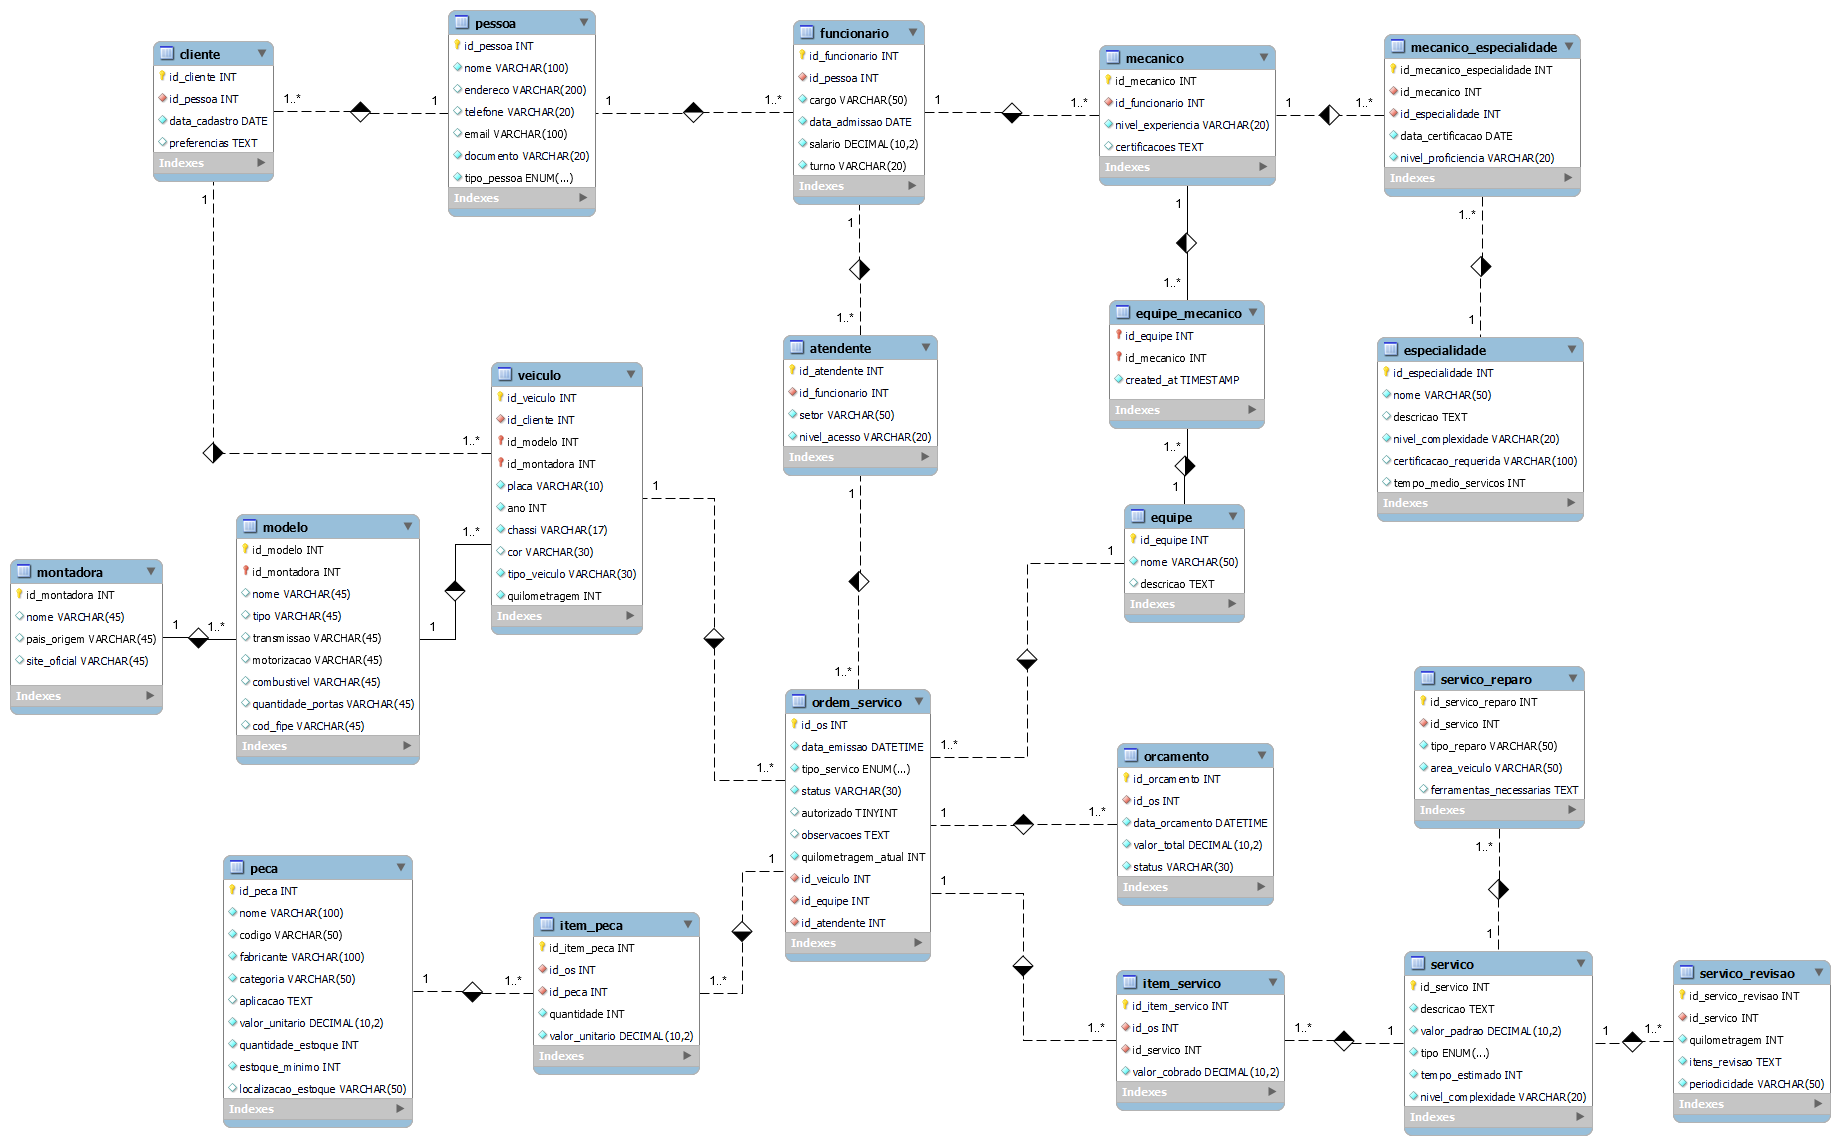 cliente
id_cliente INT
id_pessoa INT
data_cadastro DATE
preferencias TEXT
Indexes
1..*
1
1
pessoa
id_pessoa INT
nome VARCHAR(100)
endereco VARCHAR(200)
telefone VARCHAR(20)
email VARCHAR(100)
documento VARCHAR(20)
tipo_pessoa ENUM(...)
Indexes
1
1..*
funcionario
id_funcionario INT
id_pessoa INT
cargo VARCHAR(50)
data_admissao DATE
salario DECIMAL(10,2)
turno VARCHAR(20)
Indexes
1
1..*
1
1..*
mecanico
id_mecanico INT
id_funcionario INT
nivel_experiencia VARCHAR(20)
certificacoes TEXT
Indexes
1
1..*
1
1..*
mecanico_especialidade
id_mecanico_especialidade INT
id_mecanico INT
id_especialidade INT
data_certificacao DATE
nivel_proficiencia VARCHAR(20)
Indexes
1..*
1
equipe_mecanico
id_equipe INT
id_mecanico INT
created_at TIMESTAMP
Indexes
1..*
1
especialidade
id_especialidade INT
nome VARCHAR(50)
descricao TEXT
nivel_complexidade VARCHAR(20)
certificacao_requerida VARCHAR(100)
tempo_medio_servicos INT
Indexes
atendente
id_atendente INT
id_funcionario INT
setor VARCHAR(50)
nivel_acesso VARCHAR(20)
Indexes
1
1..*
1..*
veiculo
id_veiculo INT
id_cliente INT
id_modelo INT
id_montadora INT
placa VARCHAR(10)
ano INT
chassi VARCHAR(17)
cor VARCHAR(30)
tipo_veiculo VARCHAR(30)
quilometragem INT
Indexes
1
1..*
equipe
id_equipe INT
nome VARCHAR(50)
descricao TEXT
Indexes
1
1..*
montadora
id_montadora INT
nome VARCHAR(45)
pais_origem VARCHAR(45)
site_oficial VARCHAR(45)
Indexes
1
1..*
modelo
id_modelo INT
id_montadora INT
nome VARCHAR(45)
tipo VARCHAR(45)
transmissao VARCHAR(45)
motorizacao VARCHAR(45)
combustivel VARCHAR(45)
quantidade_portas VARCHAR(45)
cod_fipe VARCHAR(45)
Indexes
1
1..*
ordem_servico
id_os INT
data_emissao DATETIME
tipo_servico ENUM(...)
status VARCHAR(30)
autorizado TINYINT
observacoes TEXT
quilometragem_atual INT
id_veiculo INT
id_equipe INT
id_atendente INT
Indexes
1
1..*
orcamento
id_orcamento INT
id_os INT
data_orcamento DATETIME
valor_total DECIMAL(10,2)
status VARCHAR(30)
Indexes
servico_reparo
id_servico_reparo INT
id_servico INT
tipo_reparo VARCHAR(50)
area_veiculo VARCHAR(50)
ferramentas_necessarias TEXT
Indexes
1..*
1
peca
id_peca INT
nome VARCHAR(100)
codigo VARCHAR(50)
fabricante VARCHAR(100)
categoria VARCHAR(50)
aplicacao TEXT
valor_unitario DECIMAL(10,2)
quantidade_estoque INT
estoque_minimo INT
localizacao_estoque VARCHAR(50)
Indexes
1
1..*
item_peca
id_item_peca INT
id_os INT
id_peca INT
quantidade INT
valor_unitario DECIMAL(10,2)
Indexes
1..*
1
1
1..*
item_servico
id_item_servico INT
id_os INT
id_servico INT
valor_cobrado DECIMAL(10,2)
Indexes
1..*
1
servico
id_servico INT
descricao TEXT
valor_padrao DECIMAL(10,2)
tipo ENUM(...)
tempo_estimado INT
nivel_complexidade VARCHAR(20)
Indexes
1
1..*
servico_revisao
id_servico_revisao INT
id_servico INT
quilometragem INT
itens_revisao TEXT
periodicidade VARCHAR(50)
Indexes